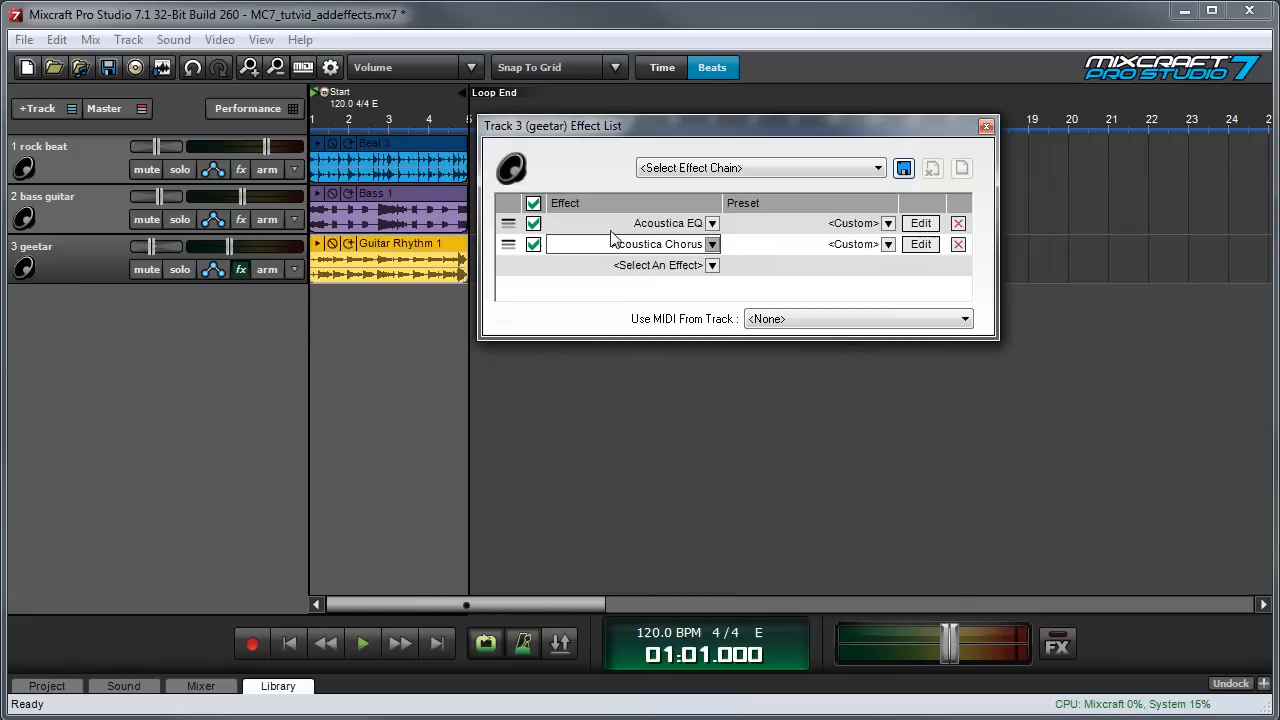 Mixcraft Pro Studio 7.1 32-Bit Build 260 - MC7_tutvid_addeffects.mx7 *
File Edit Mix Track Sound Video View Help
Volume Snap To Grid Time Beats MIXCRAFT PRO STUDIO 7
+Track Master Performance
Start
120.0 4/4 E
Loop End
1 2 3 4 5 19 20 21 22 23 24 2
Track 3 (geetar) Effect List
<Select Effect Chain>
Effect Preset
Acoustica EQ <Custom> Edit
Acoustica Chorus <Custom> Edit
<Select An Effect>
Use MIDI From Track : <None>
1 rock beat
mute solo fx arm
Beat 3
2 bass guitar
mute solo fx arm
Bass 1
3 geetar
mute solo fx arm
Guitar Rhythm 1
120.0 BPM 4 / 4 E
01:01.000
FX
Project Sound Mixer Library Undock
Ready CPU: Mixcraft 0%, System 15%